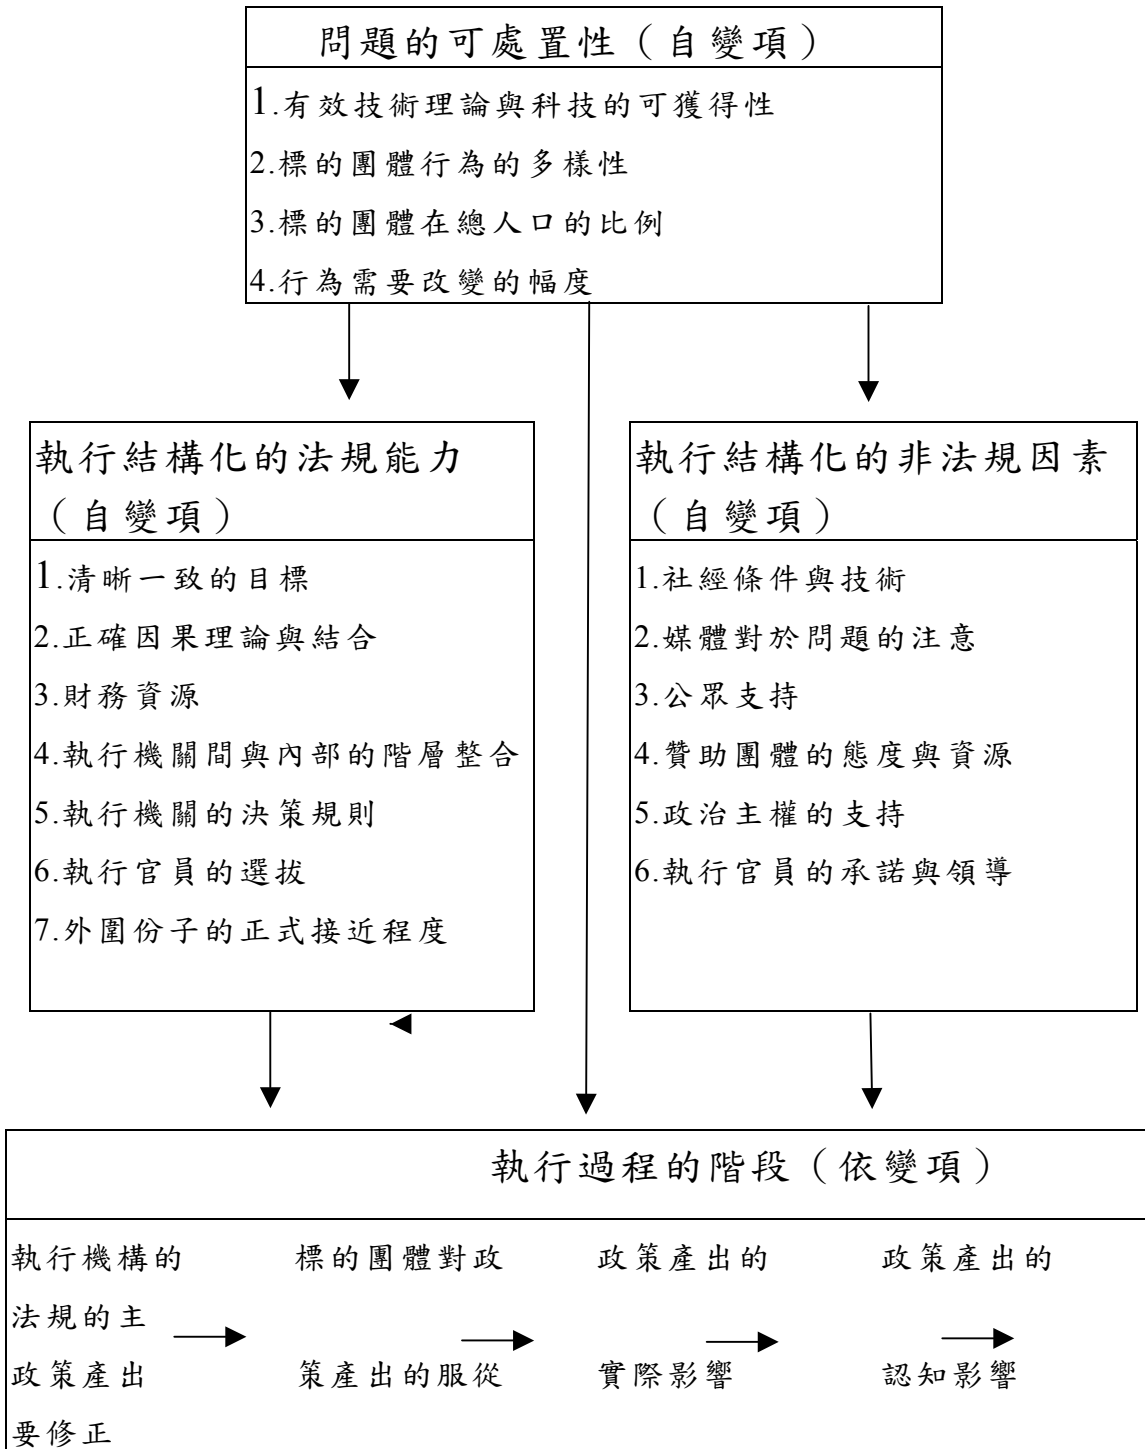 問題的可處置性（自變項）
1.有效技術理論與科技的可獲得性
2.標的團體行為的多樣性
3.標的團體在總人口的比例
4.行為需要改變的幅度
執行結構化的法規能力
（自變項）
1.清晰一致的目標
2.正確因果理論與結合
3.財務資源
4.執行機關間與內部的階層整合
5.執行機關的決策規則
6.執行官員的選拔
7.外圍份子的正式接近程度
執行結構化的非法規因素
（自變項）
1.社經條件與技術
2.媒體對於問題的注意
3.公眾支持
4.贊助團體的態度與資源
5.政治主權的支持
6.執行官員的承諾與領導
執行過程的階段（依變項）
執行機構的 標的團體對政 政策產出的 政策產出的
法規的主
政策產出 策產出的服從 實際影響 認知影響
要修正